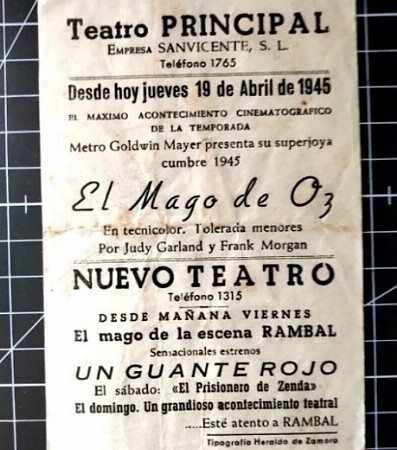 Teatro PRINCIPAL
EMPRESA SANVICENTE, S. L.
Teléfono 1765
Desde hoy jueves 19 de Abril de 1945
EL MAXIMO ACONTECIMIENTO CINEMATOGRAFICO
DE LA TEMPORADA
Metro Goldwin Mayer presenta su superjoya
cumbre 1945
El Mago de Oz
En tecnicolor. Tolerada menores
Por Judy Garland y Frank Morgan
NUEVO TEATRO
Teléfono 1315
DESDE MAÑANA VIERNES
El mago de la escena RAMBAL
Sensacionales estrenos
UN GUANTE ROJO
El sábado: «El Prisionero de Zenda»
El domingo. Un grandioso acontecimiento teatral
.....Esté atento a RAMBAL
Tipografía Heraldo de Zamora